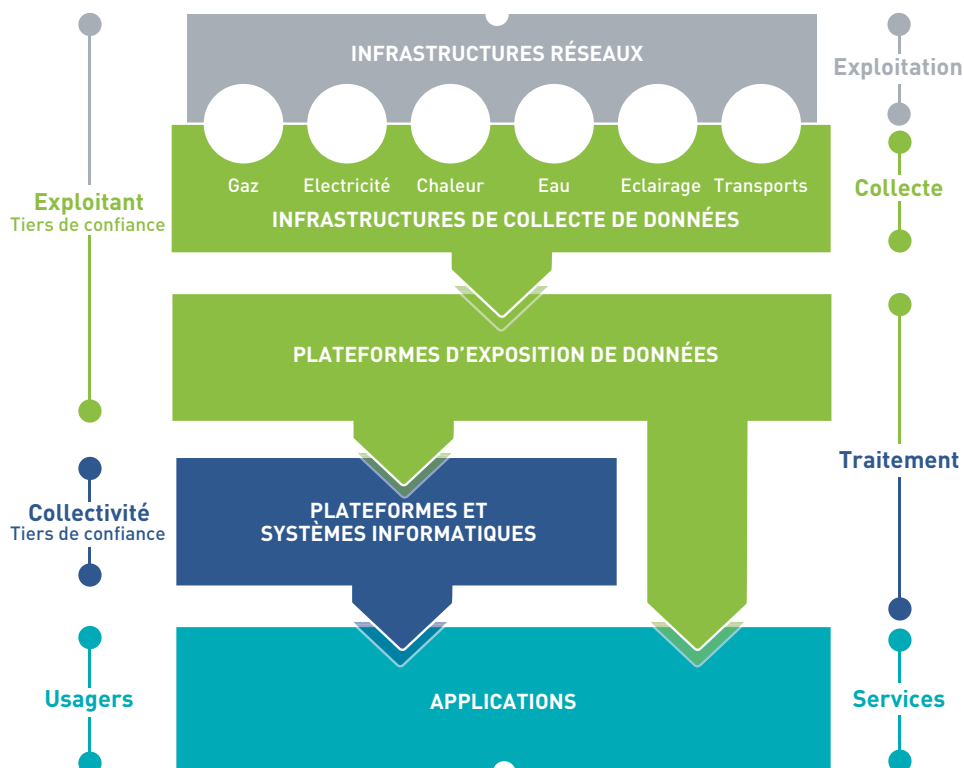 INFRASTRUCTURES RÉSEAUX
Exploitation
Gaz
Electricité
Chaleur
Eau
Eclairage
Transports
INFRASTRUCTURES DE COLLECTE DE DONNÉES
Exploitant
Tiers de confiance
Collecte
PLATEFORMES D’EXPOSITION DE DONNÉES
Traitement
Collectivité
Tiers de confiance
PLATEFORMES ET
SYSTÈMES INFORMATIQUES
Usagers
APPLICATIONS
Services